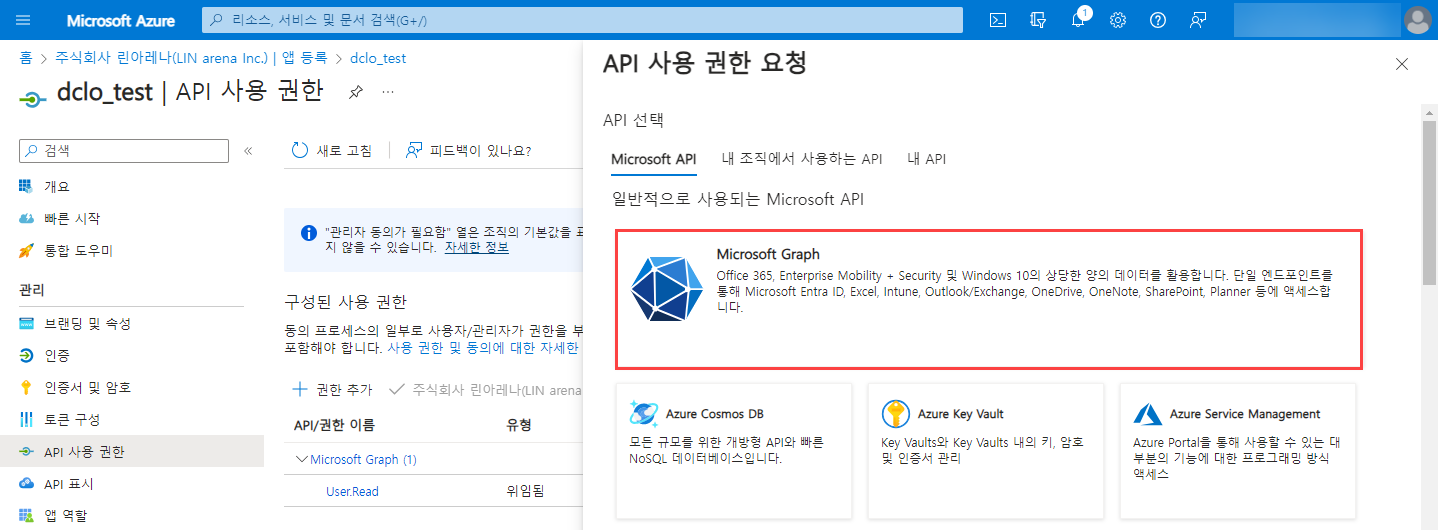 Microsoft Azure
리소스, 서비스 및 문서 검색(G+/)
1
홈 > 주식회사 린아레나(LIN arena Inc.) | 앱 등록 > dclo_test
dclo_test | API 사용 권한
...
검색
«
개요
빠른 시작
통합 도우미
관리
브랜딩 및 속성
인증
인증서 및 암호
토큰 구성
API 사용 권한
API 표시
앱 역할
새로 고침
피드백이 있나요?
"관리자 동의가 필요함" 열은 조직의 기본값을 표
지 않을 수 있습니다. 자세한 정보
구성된 사용 권한
동의 프로세스의 일부로 사용자/관리자가 권한을 부
포함해야 합니다. 사용 권한 및 동의에 대한 자세한
권한 추가
주식회사 린아레나(LIN arena
API/권한 이름
유형
Microsoft Graph (1)
User.Read
위임됨
API 사용 권한 요청
API 선택
Microsoft API
내 조직에서 사용하는 API
내 API
일반적으로 사용되는 Microsoft API
Microsoft Graph
Office 365, Enterprise Mobility + Security 및 Windows 10의 상당한 양의 데이터를 활용합니다. 단일 엔드포인트를
통해 Microsoft Entra ID, Excel, Intune, Outlook/Exchange, OneDrive, OneNote, SharePoint, Planner 등에 액세스합
니다.
Azure Cosmos DB
모든 규모를 위한 개방형 API와 빠른
NoSQL 데이터베이스입니다.
Azure Key Vault
Key Vaults와 Key Vaults 내의 키, 암호
및 인증서 관리
Azure Service Management
Azure Portal을 통해 사용할 수 있는 대
부분의 기능에 대한 프로그래밍 방식
액세스